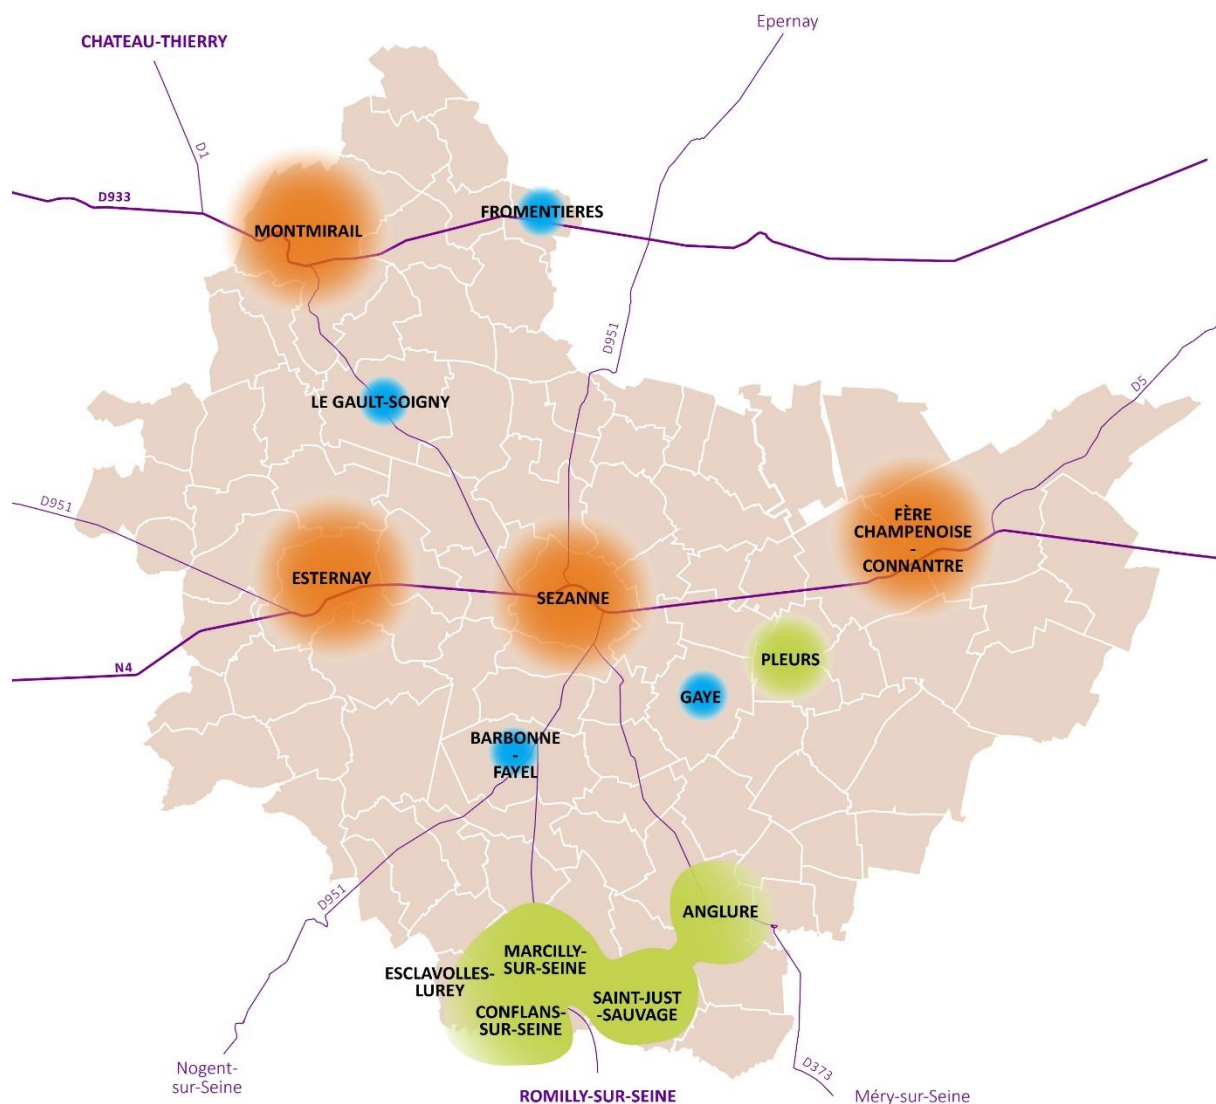 Epernay
CHATEAU-THIERRY
D1
D933
FROMENTIERES
MONTMIRAIL
D951
D5
LE GAULT-SOIGNY
D951
FÈRE
CHAMPENOISE
-
CONNANTRE
ESTERNAY
SEZANNE
N4
PLEURS
GAYE
BARBONNE
-
FAYEL
D951
ANGLURE
MARCILLY-
SUR-SEINE
ESCLAVOLLES-
LUREY
SAINT-JUST
-SAUVAGE
CONFLANS-
SUR-SEINE
Nogent-
sur-Seine
D373
ROMILLY-SUR-SEINE
Méry-sur-Seine